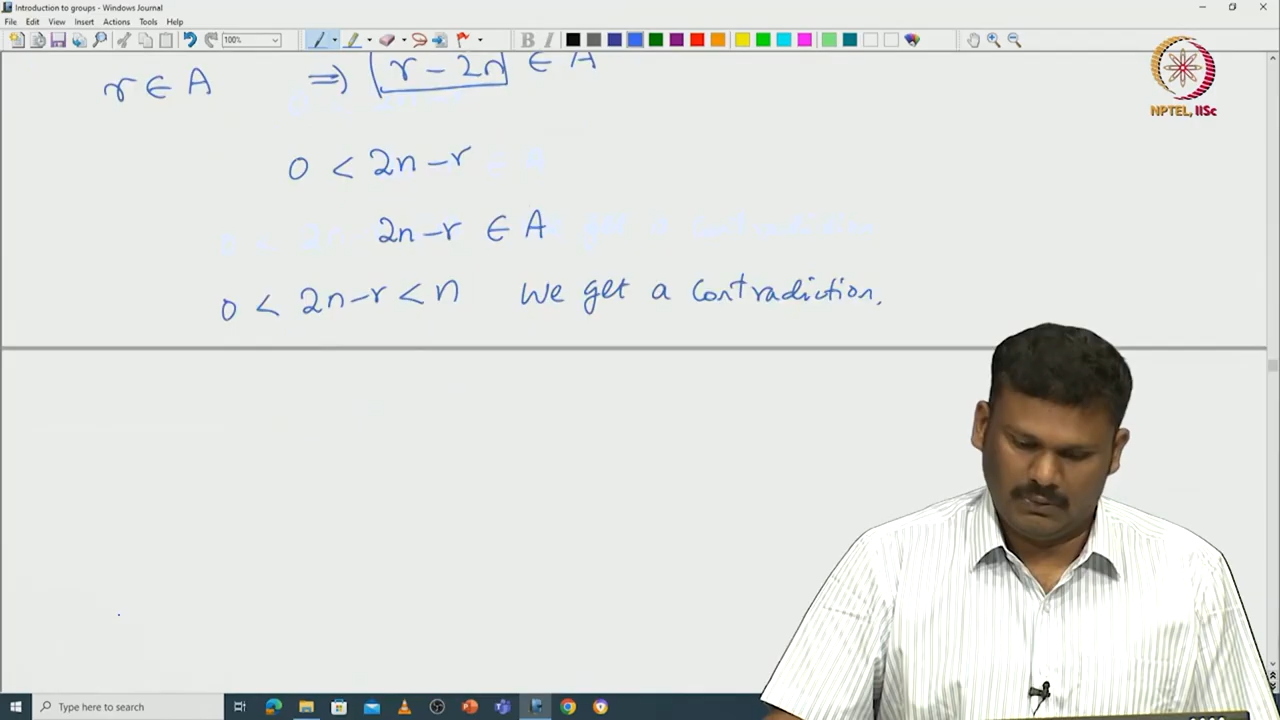 Introduction to groups - Windows Journal
File Edit View Insert Actions Tools Help
100%
r ∈ A ⇒ r - 2n ∈ A
0 < 2n - r
2n - r ∈ A
0 < 2n - r < n We get a contradiction.
NPTEL, IISc
Type here to search